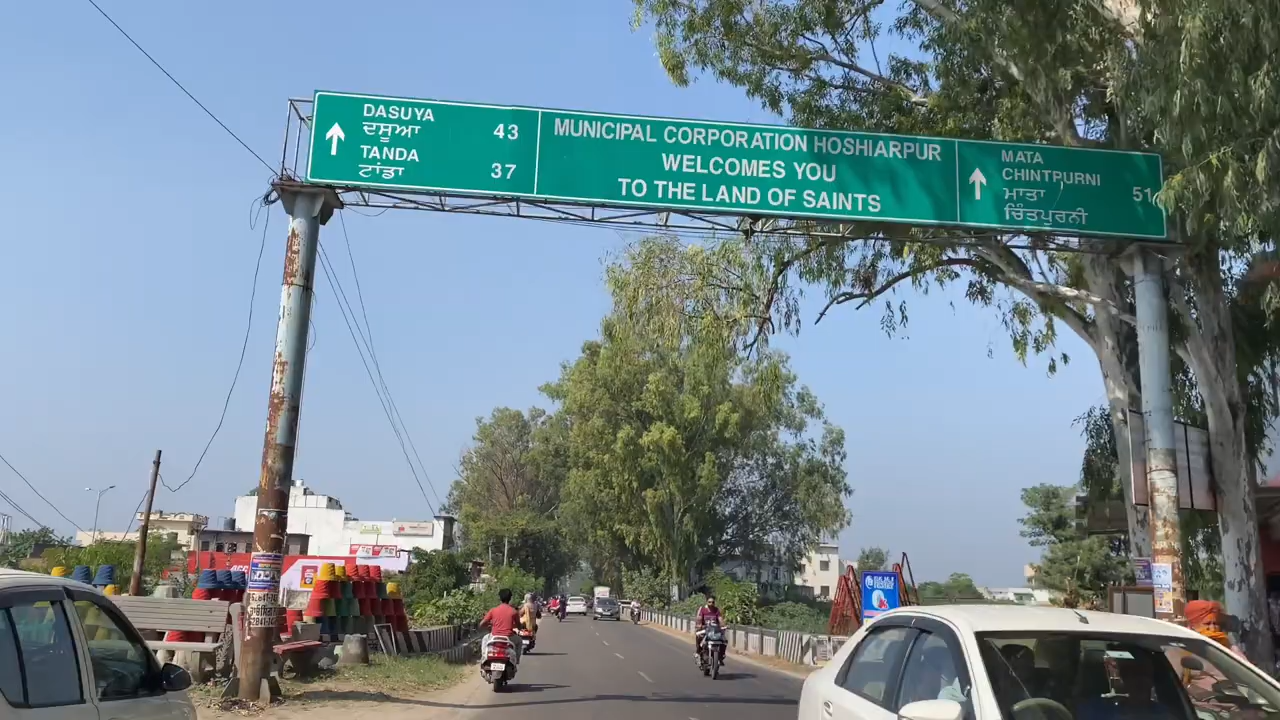 DASUYA 43
ਦਸੂਆ
TANDA 37
ਟਾਂਡਾ
MUNICIPAL CORPORATION HOSHIARPUR
WELCOMES YOU
TO THE LAND OF SAINTS
MATA
CHINTPURNI 51
ਮਾਤਾ
ਚਿੰਤਪੁਰਨੀ